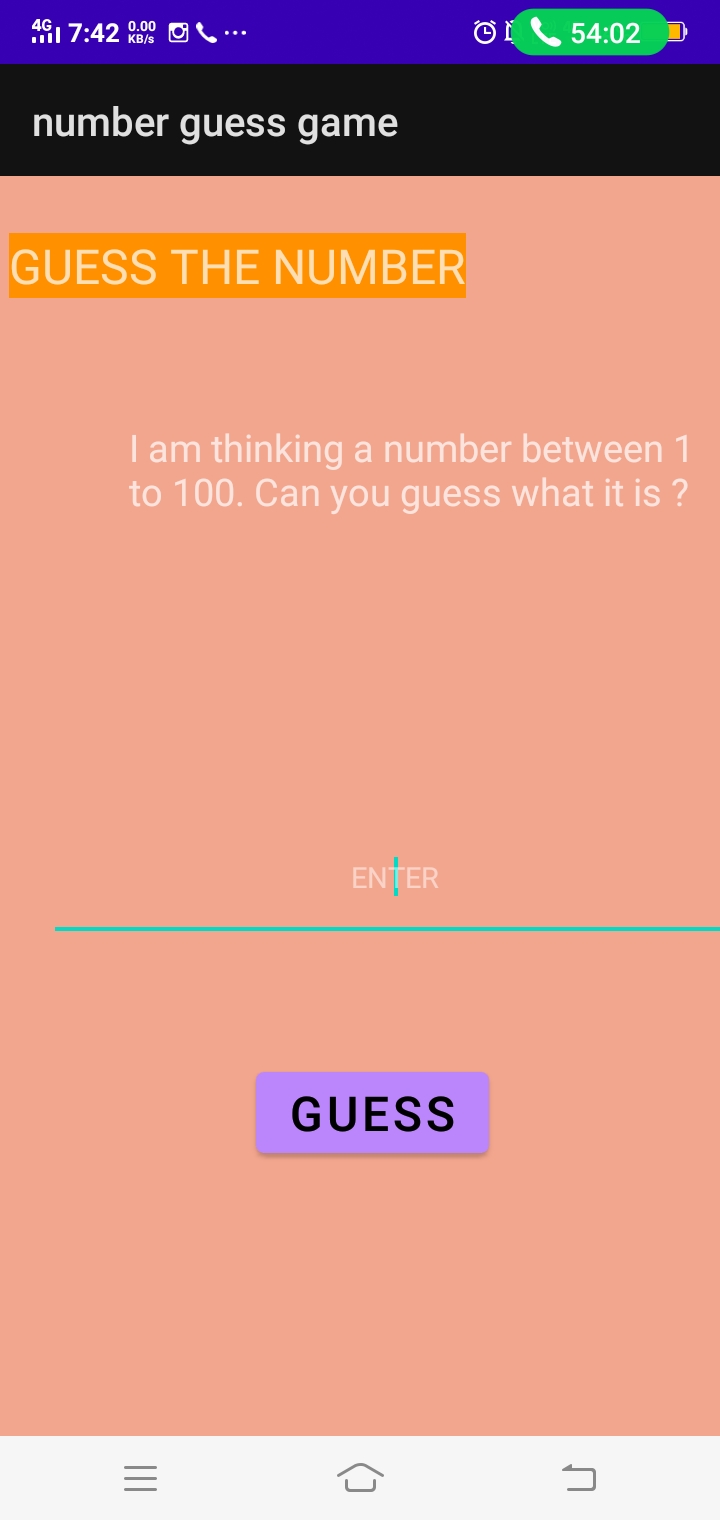 4G 7:42 0.00 KB/s 54:02
number guess game
GUESS THE NUMBER
I am thinking a number between 1
to 100. Can you guess what it is ?
ENTER
GUESS